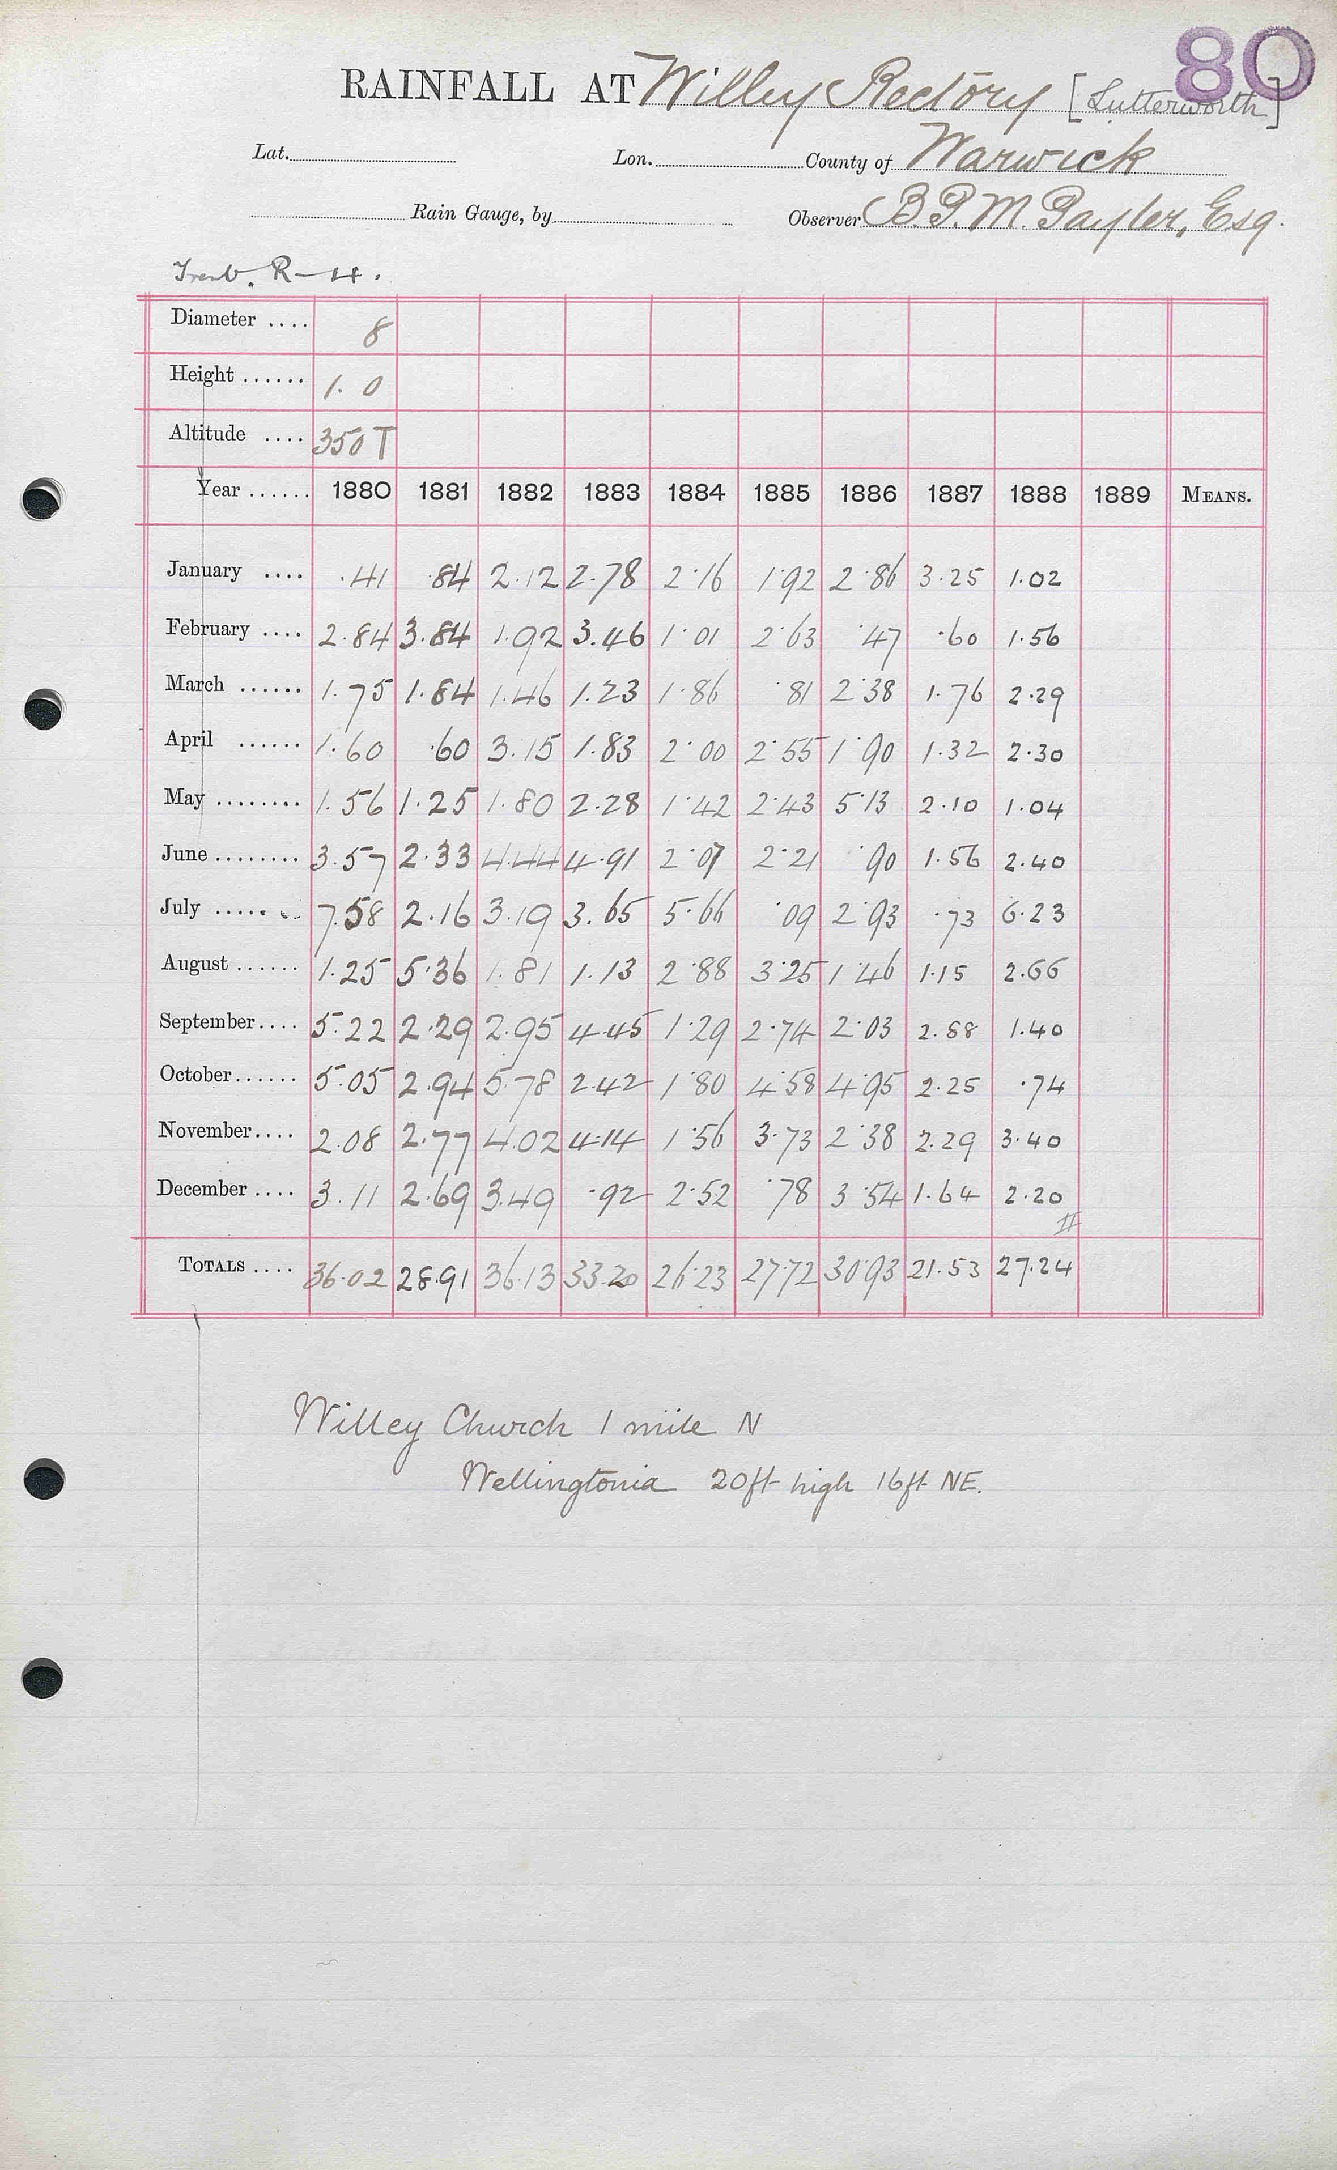 80
RAINFALL AT Willey Rectory [Lutterworth]
Lat. Lon. County of Warwick
Rain Gauge, by Observer B. P. M. Paylor, Esq.
Diameter .... 8
Height ...... 1. 0
Altitude .... 350 T
Year ...... 1880 1881 1882 1883 1884 1885 1886 1887 1888 1889 MEANS.
January .... .41 .84 2.12 2.78 2.16 1.92 2.86 3.25 1.02
February .... 2.84 3.84 1.92 3.46 1.01 2.63 .47 .60 1.56
March ...... 1.75 1.84 1.46 1.23 1.86 .81 2.38 1.76 2.29
April ...... 1.60 .60 3.15 1.83 2.00 2.55 1.90 1.32 2.30
May ........ 1.56 1.25 1.80 2.28 1.42 2.43 5.13 2.10 1.04
June ........ 3.57 2.33 4.44 4.91 2.07 2.21 .90 1.56 2.40
July ........ 7.58 2.16 3.19 3.65 5.66 .09 2.93 .73 6.23
August ...... 1.25 5.36 1.81 1.13 2.88 3.25 1.46 1.15 2.66
September .... 5.22 2.29 2.95 4.45 1.29 2.74 2.03 2.88 1.40
October ...... 5.05 2.94 5.78 2.42 1.80 4.58 4.95 2.25 .74
November .... 2.08 2.77 4.02 4.14 1.56 3.73 2.38 2.29 3.40
December .... 3.11 2.69 3.49 .92 2.52 .78 3.54 1.64 2.20
TOTALS .... 36.02 28.91 36.13 33.20 26.23 27.72 30.93 21.53 27.24
Willey Church 1 mile N
Wellingtonia 20ft high 16ft NE.